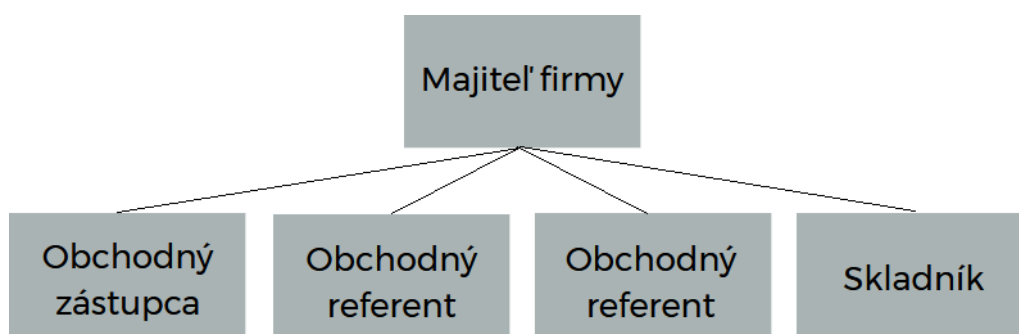 Majiteľ firmy
Obchodný
zástupca
Obchodný
referent
Obchodný
referent
Skladník